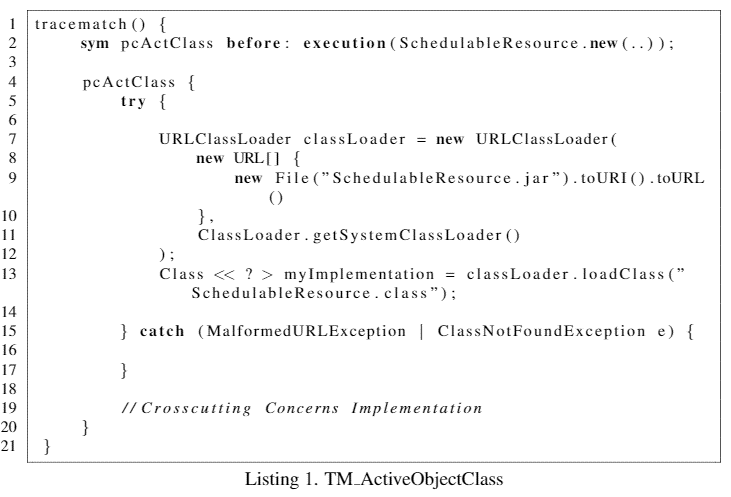 1 tracematch() {
2 sym pcActClass before: execution(SchedulableResource.new(..));
3
4 pcActClass {
5 try {
6
7 URLClassLoader classLoader = new URLClassLoader(
8 new URL[] {
9 new File("SchedulableResource.jar").toURI().toURL
()
10 },
11 ClassLoader.getSystemClassLoader()
12 );
13 Class << ? > myImplementation = classLoader.loadClass("
SchedulableResource.class");
14
15 } catch (MalformedURLException | ClassNotFoundException e) {
16
17 }
18
19 //Crosscutting Concerns Implementation
20 }
21 }
Listing 1. TM_ActiveObjectClass